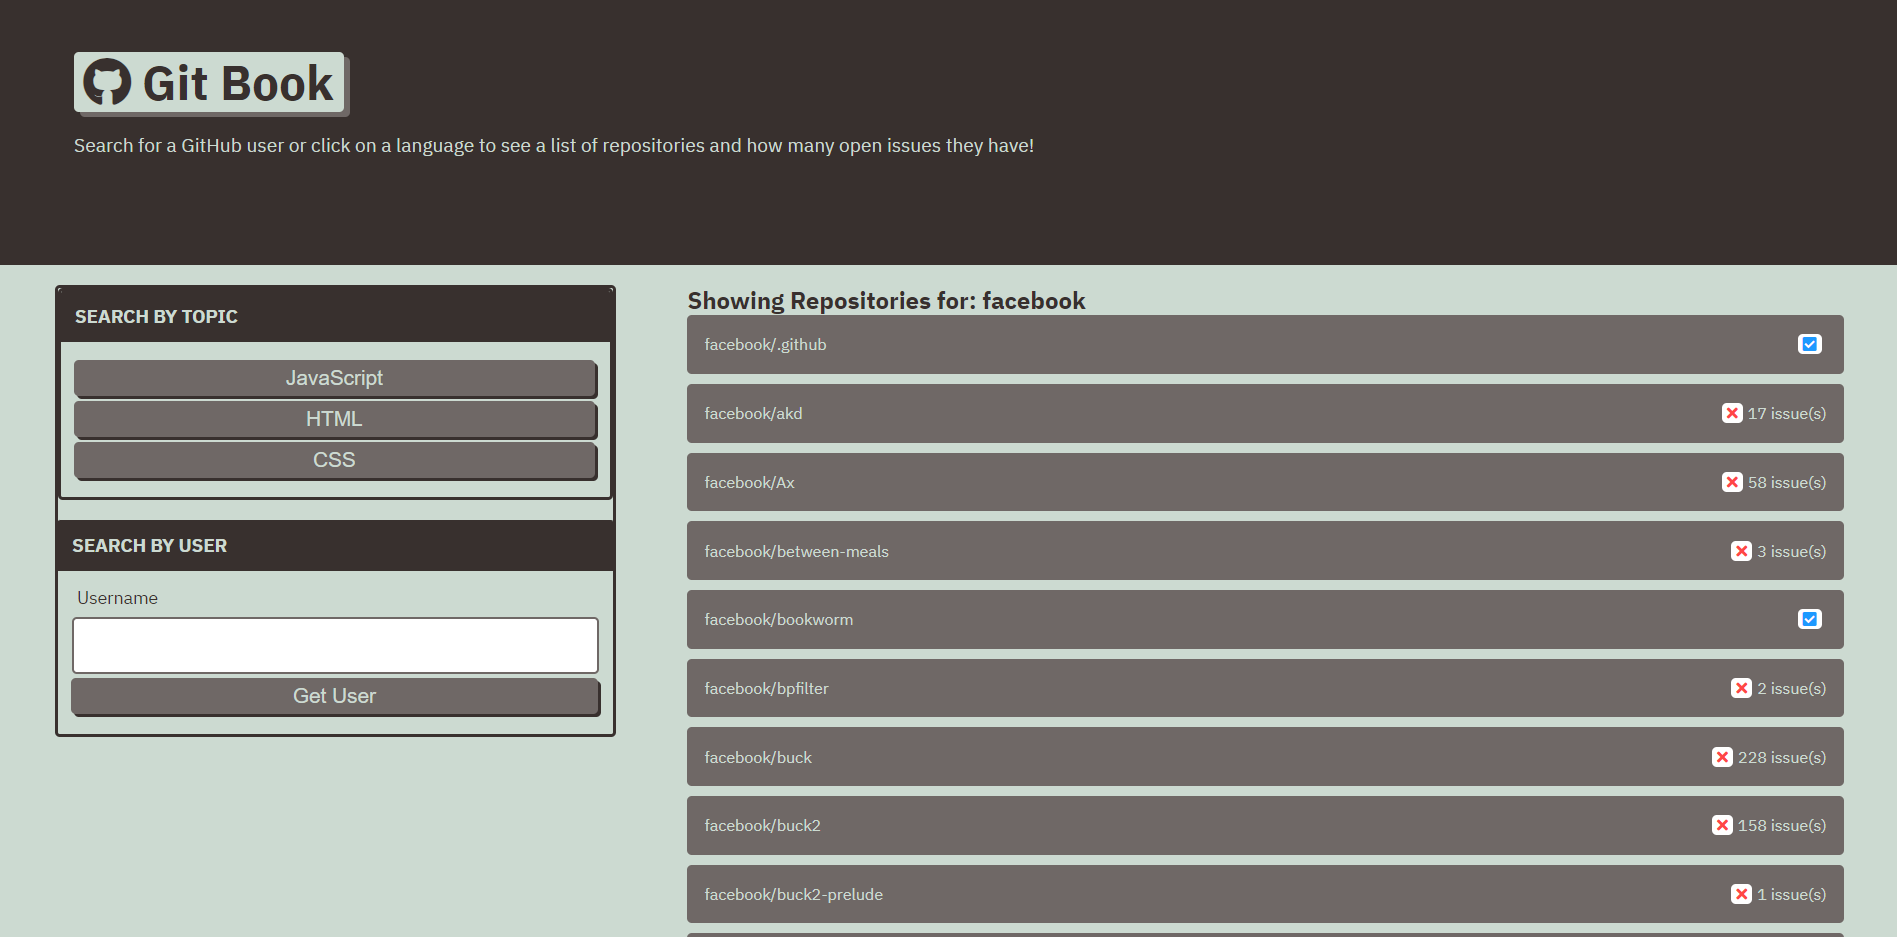 Git Book
Search for a GitHub user or click on a language to see a list of repositories and how many open issues they have!
SEARCH BY TOPIC
JavaScript
HTML
CSS
SEARCH BY USER
Username
Get User
Showing Repositories for: facebook
facebook/.github
facebook/akd 17 issue(s)
facebook/Ax 58 issue(s)
facebook/between-meals 3 issue(s)
facebook/bookworm
facebook/bpfilter 2 issue(s)
facebook/buck 228 issue(s)
facebook/buck2 158 issue(s)
facebook/buck2-prelude 1 issue(s)